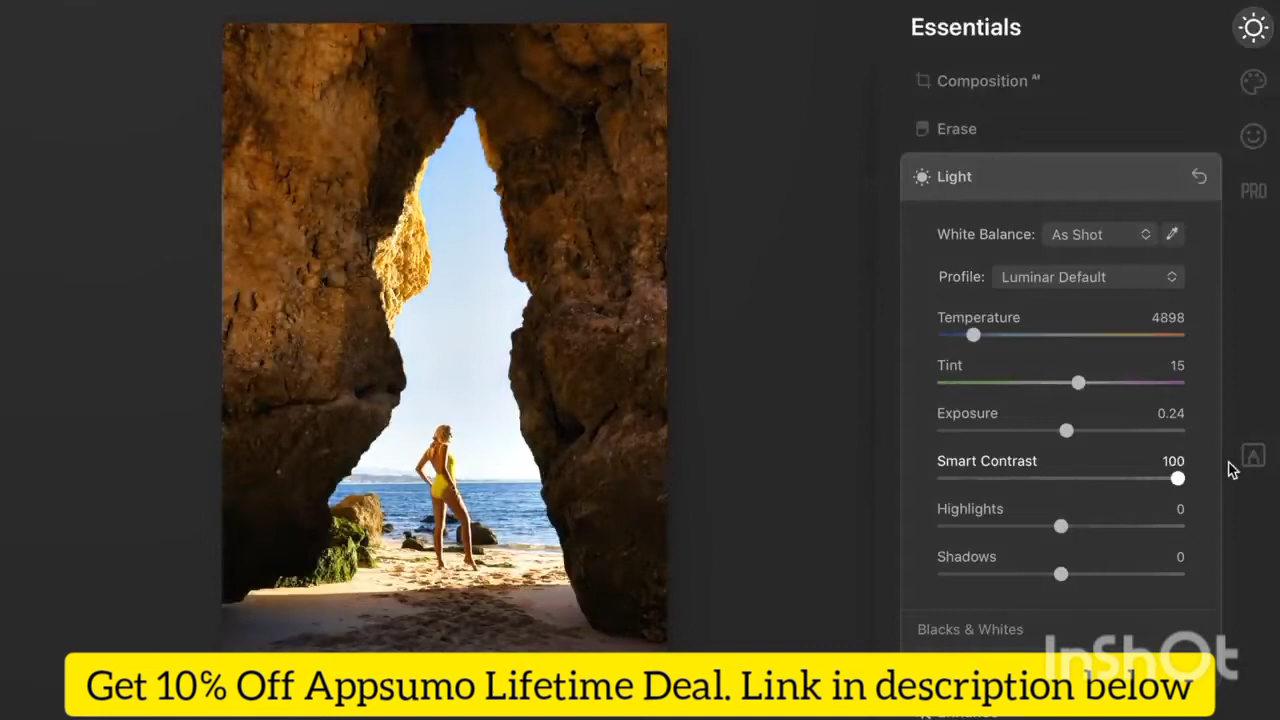 Essentials
Composition AI
Erase
Light
White Balance: As Shot
Profile: Luminar Default
Temperature 4898
Tint 15
Exposure 0.24
Smart Contrast 100
Highlights 0
Shadows 0
Blacks & Whites
PRO
InShOt
Get 10% Off Appsumo Lifetime Deal. Link in description below